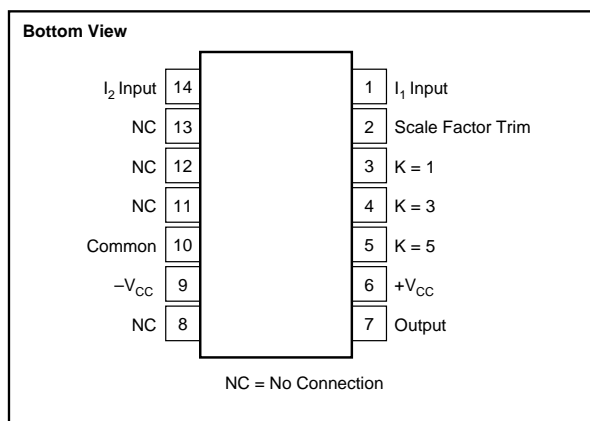 Bottom View
I2 Input 14 1 I1 Input
NC 13 2 Scale Factor Trim
NC 12 3 K = 1
NC 11 4 K = 3
Common 10 5 K = 5
–VCC 9 6 +VCC
NC 8 7 Output
NC = No Connection